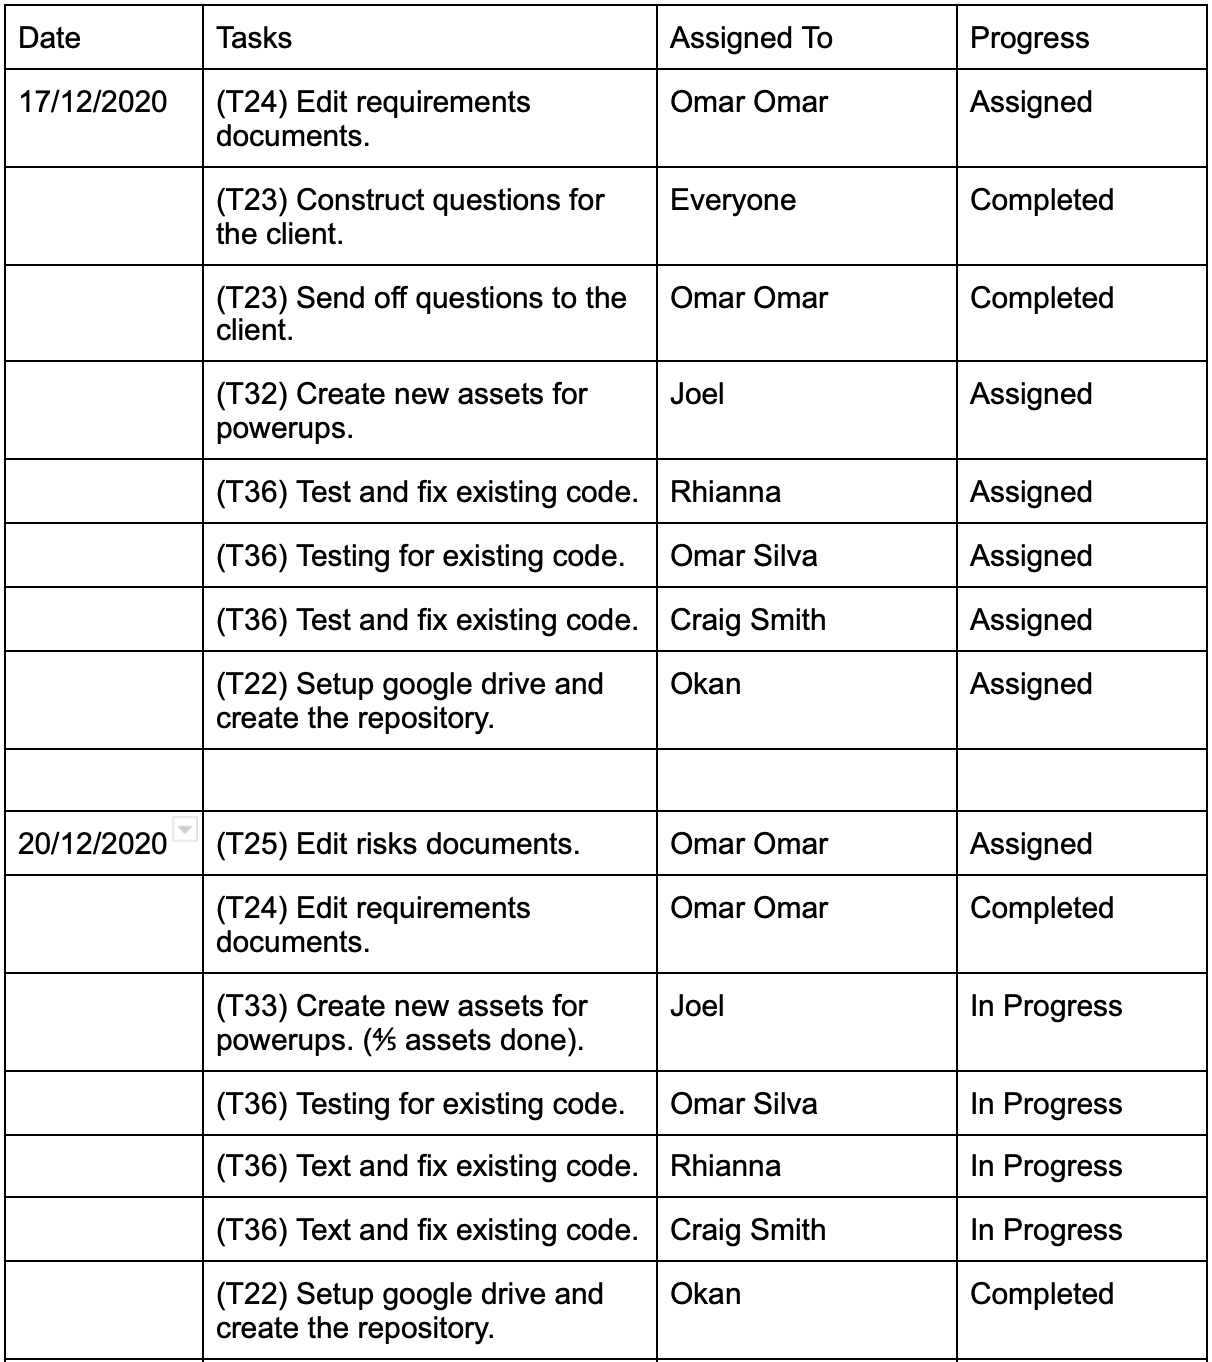 Date Tasks Assigned To Progress
17/12/2020 (T24) Edit requirements Omar Omar Assigned
documents.
(T23) Construct questions for Everyone Completed
the client.
(T23) Send off questions to the Omar Omar Completed
client.
(T32) Create new assets for Joel Assigned
powerups.
(T36) Test and fix existing code. Rhianna Assigned
(T36) Testing for existing code. Omar Silva Assigned
(T36) Test and fix existing code. Craig Smith Assigned
(T22) Setup google drive and Okan Assigned
create the repository.
20/12/2020 (T25) Edit risks documents. Omar Omar Assigned
(T24) Edit requirements Omar Omar Completed
documents.
(T33) Create new assets for Joel In Progress
powerups. (⅘ assets done).
(T36) Testing for existing code. Omar Silva In Progress
(T36) Text and fix existing code. Rhianna In Progress
(T36) Text and fix existing code. Craig Smith In Progress
(T22) Setup google drive and Okan Completed
create the repository.